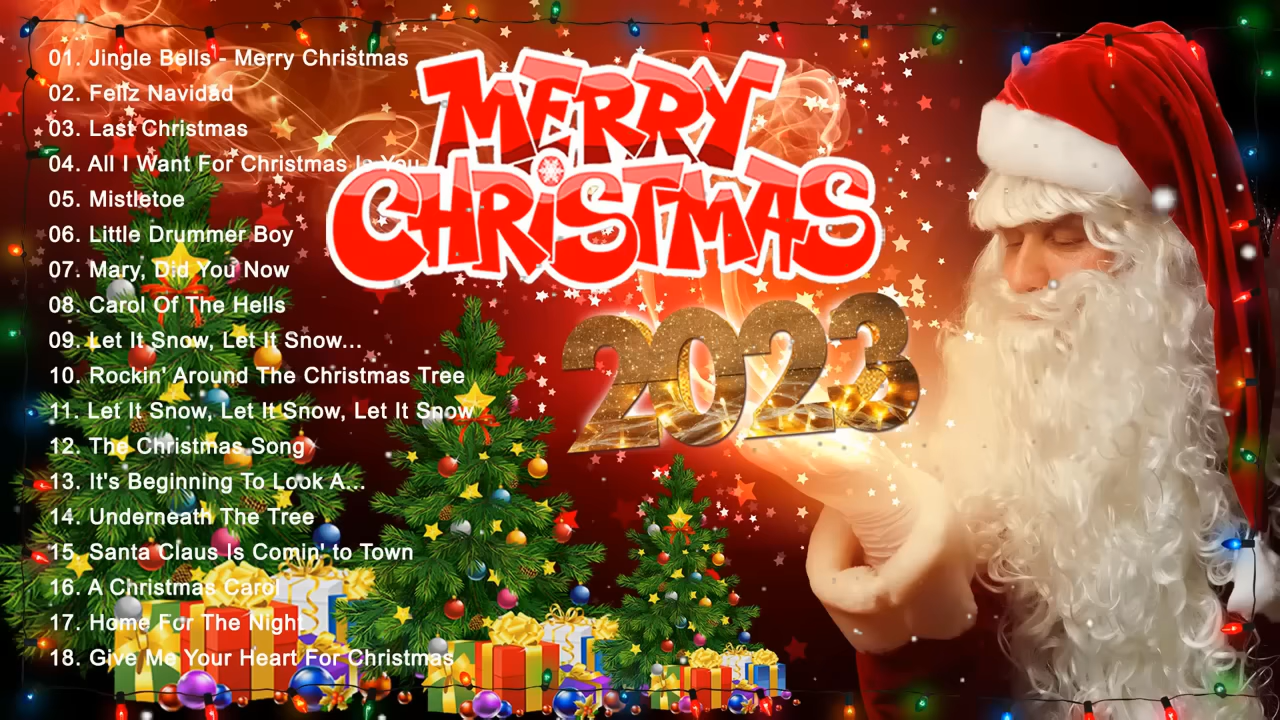 01. Jingle Bells - Merry Christmas
02. Feliz Navidad
03. Last Christmas
04. All I Want For Christmas Is You
05. Mistletoe
06. Little Drummer Boy
07. Mary, Did You Now
08. Carol Of The Hells
09. Let It Snow, Let It Snow...
10. Rockin' Around The Christmas Tree
11. Let It Snow, Let It Snow, Let It Snow
12. The Christmas Song
13. It's Beginning To Look A...
14. Underneath The Tree
15. Santa Claus Is Comin' to Town
16. A Christmas Carol
17. Home For The Night
18. Give Me Your Heart For Christmas
MERRY
CHRiSTMAS
2023